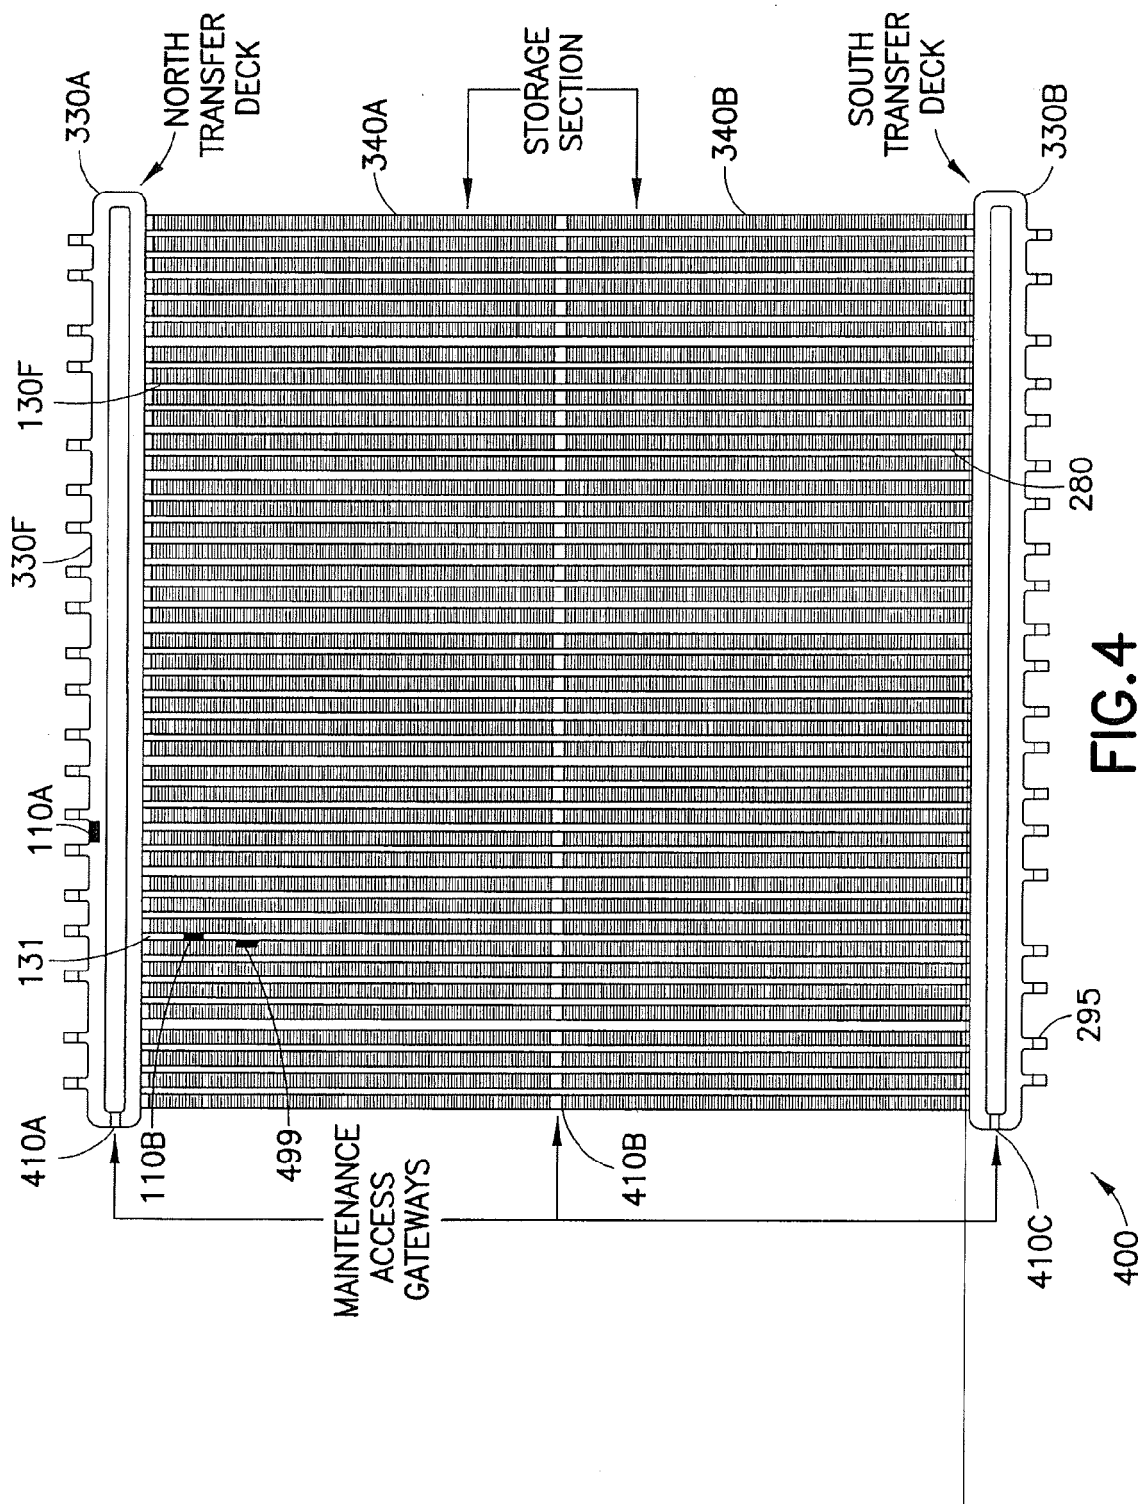 330A
NORTH
TRANSFER
DECK
340A
STORAGE
SECTION
340B
SOUTH
TRANSFER
DECK
330B
130F
330F
280
110A
131
295
410A
110B
499
MAINTENANCE
ACCESS
GATEWAYS
410B
410C
400
FIG.4